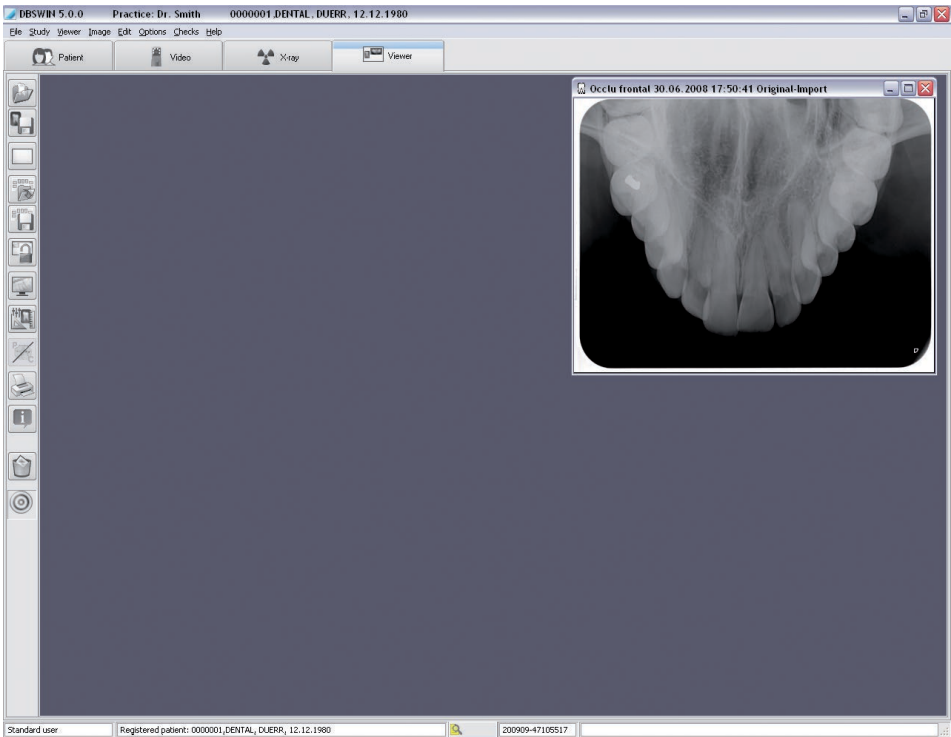 DBSWIN 5.0.0 Practice: Dr. Smith 0000001 ,DENTAL, DUERR, 12.12.1980
File Study Viewer Image Edit Options Checks Help
Patient Video X-ray Viewer
Occlu frontal 30.06.2008 17:50:41 Original-Import
Standard user Registered patient: 0000001,DENTAL, DUERR, 12.12.1980 200909-47105517